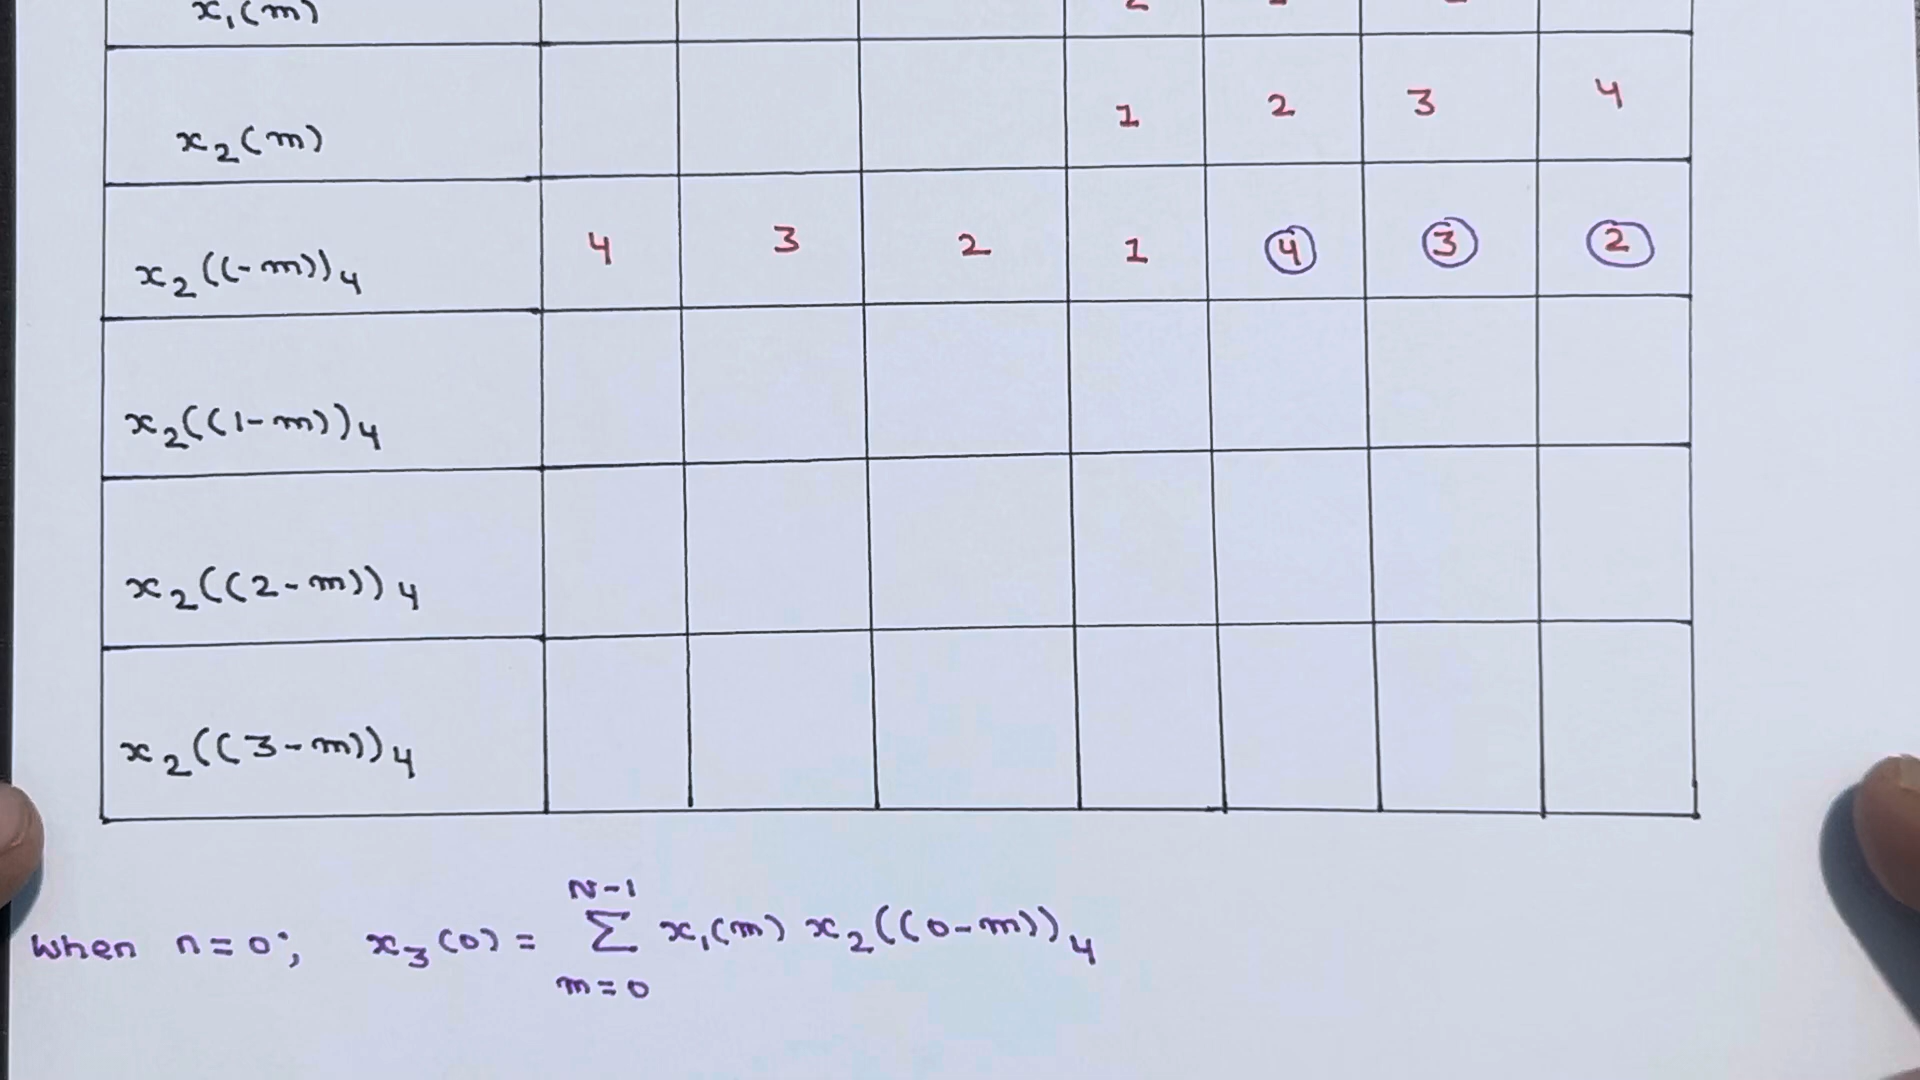 x₁(m)
x₂(m) 1 2 3 4
x₂((-m))₄ 4 3 2 1 4 3 2
x₂((1-m))₄
x₂((2-m))₄
x₂((3-m))₄
When n=0; x₃(0) = N-1 Σ m=0 x₁(m) x₂((0-m))₄